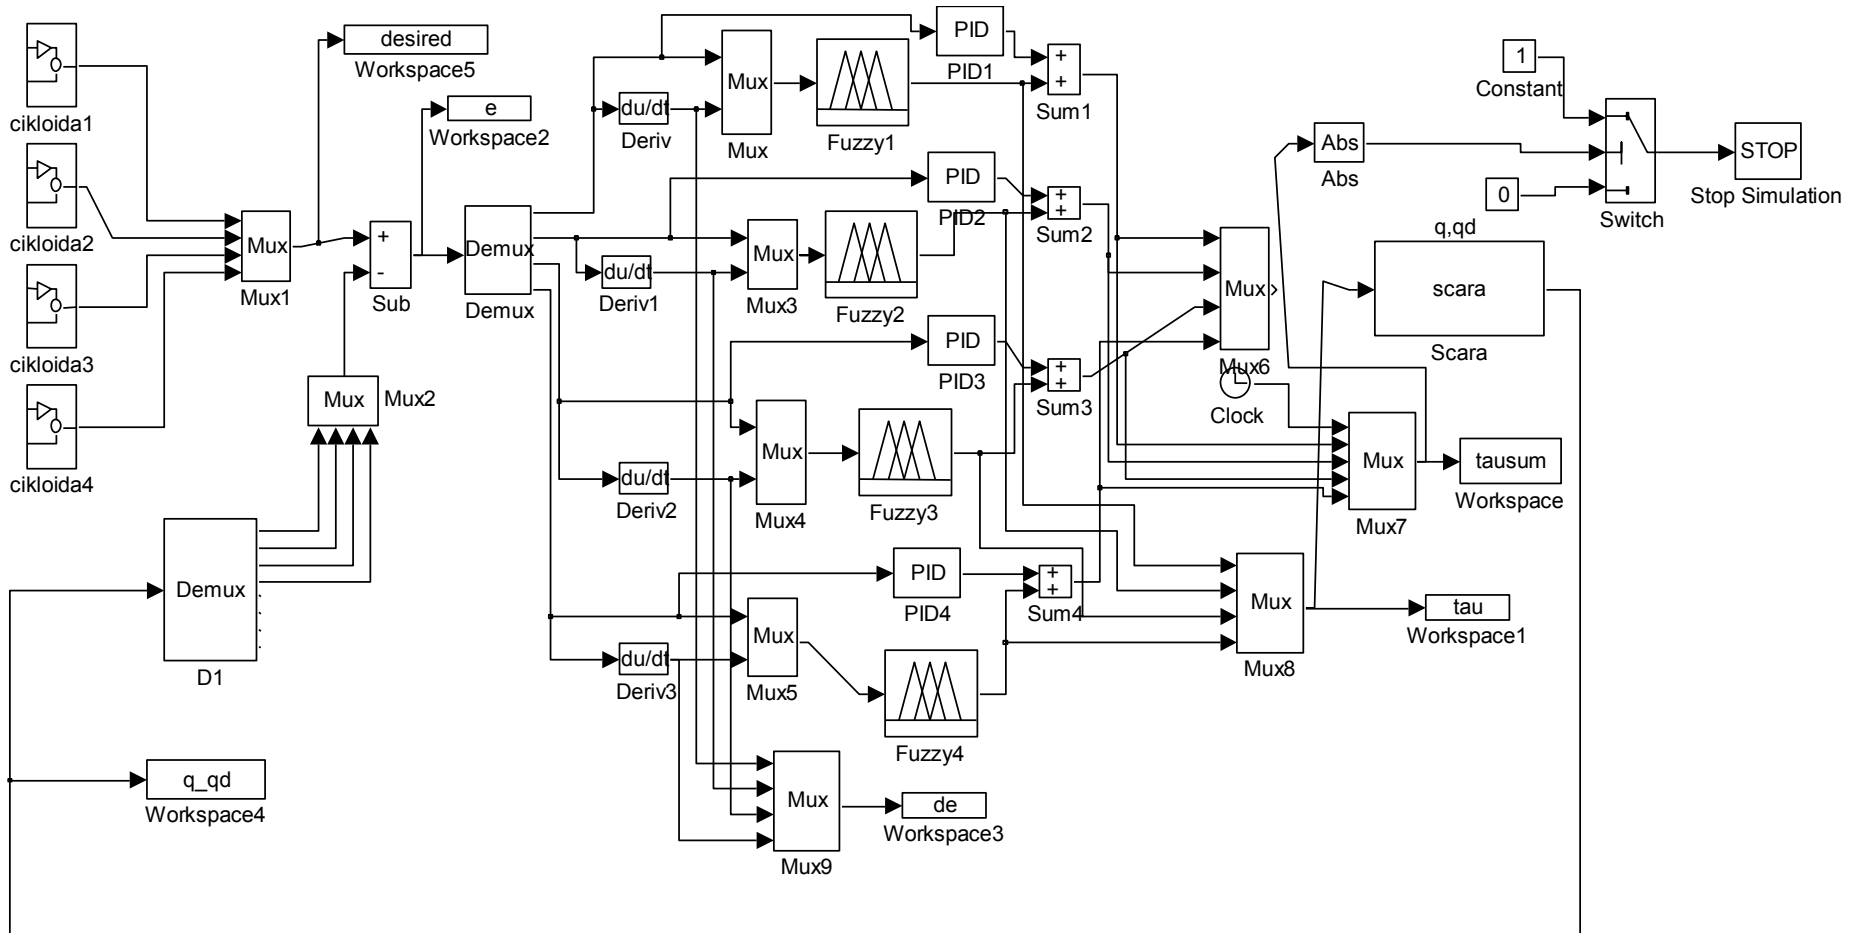 cikloida1
cikloida2
cikloida3
cikloida4
Mux
Mux1
desired
Workspace5
e
Workspace2
+
-
Sub
Mux
Mux2
Demux
D1
q_qd
Workspace4
Demux
Demux
du/dt
Deriv
du/dt
Deriv1
du/dt
Deriv2
du/dt
Deriv3
Mux
Mux
Mux
Mux3
Mux
Mux4
Mux
Mux5
Mux
Mux9
Fuzzy1
Fuzzy2
Fuzzy3
Fuzzy4
PID
PID1
PID
PID2
PID
PID3
PID
PID4
+
+
Sum1
+
+
Sum2
+
+
Sum3
+
+
Sum4
de
Workspace3
Mux
Mux6
Clock
Mux
Mux7
Mux
Mux8
Abs
Abs
1
Constant
0
Switch
STOP
Stop Simulation
q,qd
scara
Scara
tausum
Workspace
tau
Workspace1